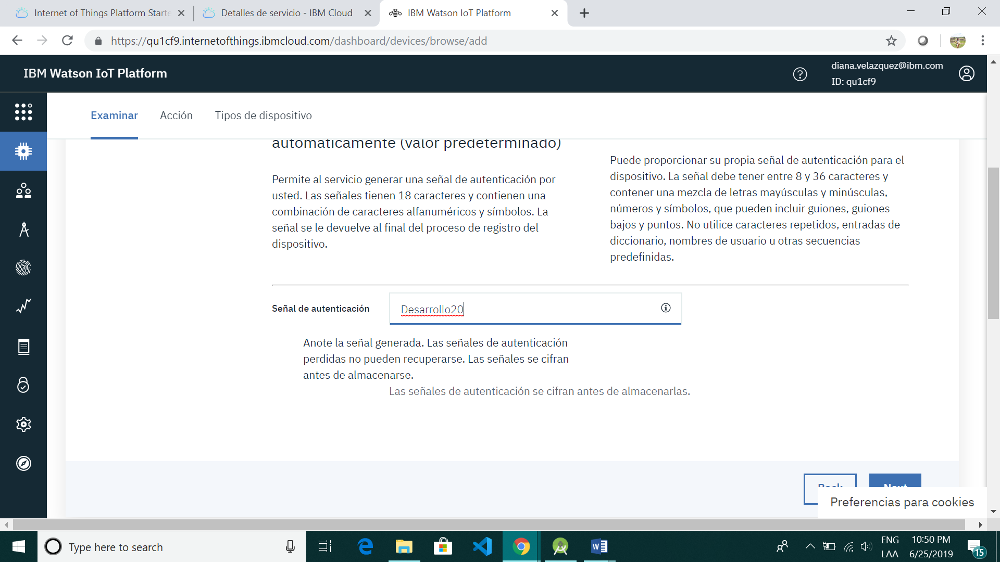 Internet of Things Platform Starte
Detalles de servicio - IBM Cloud
IBM Watson IoT Platform
https://qu1cf9.internetofthings.ibmcloud.com/dashboard/devices/browse/add
IBM Watson IoT Platform
diana.velazquez@ibm.com
ID: qu1cf9
Examinar Acción Tipos de dispositivo
automáticamente (valor predeterminado)
Permite al servicio generar una señal de autenticación por
usted. Las señales tienen 18 caracteres y contienen una
combinación de caracteres alfanuméricos y símbolos. La
señal se le devuelve al final del proceso de registro del
dispositivo.
Puede proporcionar su propia señal de autenticación para el
dispositivo. La señal debe tener entre 8 y 36 caracteres y
contener una mezcla de letras mayúsculas y minúsculas,
números y símbolos, que pueden incluir guiones, guiones
bajos y puntos. No utilice caracteres repetidos, entradas de
diccionario, nombres de usuario u otras secuencias
predefinidas.
Señal de autenticación
Desarrollo20
Anote la señal generada. Las señales de autenticación
perdidas no pueden recuperarse. Las señales se cifran
antes de almacenarse.
Las señales de autenticación se cifran antes de almacenarlas.
Back Next
Preferencias para cookies
Type here to search
ENG
LAA
10:50 PM
6/25/2019
15